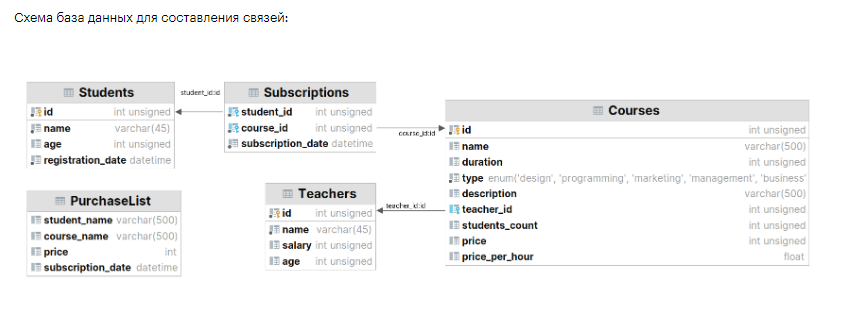 Схема база данных для составления связей:
Students
id int unsigned
name varchar(45)
age int unsigned
registration_date datetime
student_id:id
Subscriptions
student_id int unsigned
course_id int unsigned
subscription_date datetime
course_id:id
Courses
id int unsigned
name varchar(500)
duration int unsigned
type enum('design', 'programming', 'marketing', 'management', 'business'
description varchar(500)
teacher_id int unsigned
students_count int unsigned
price int unsigned
price_per_hour float
PurchaseList
student_name varchar(500)
course_name varchar(500)
price int
subscription_date datetime
Teachers
id int unsigned
name varchar(45)
salary int unsigned
age int unsigned
teacher_id:id